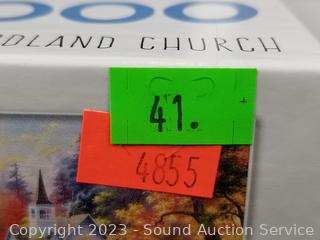 000
DLAND CHURCH
41.
4855
Copyright 2023 - Sound Auction Service